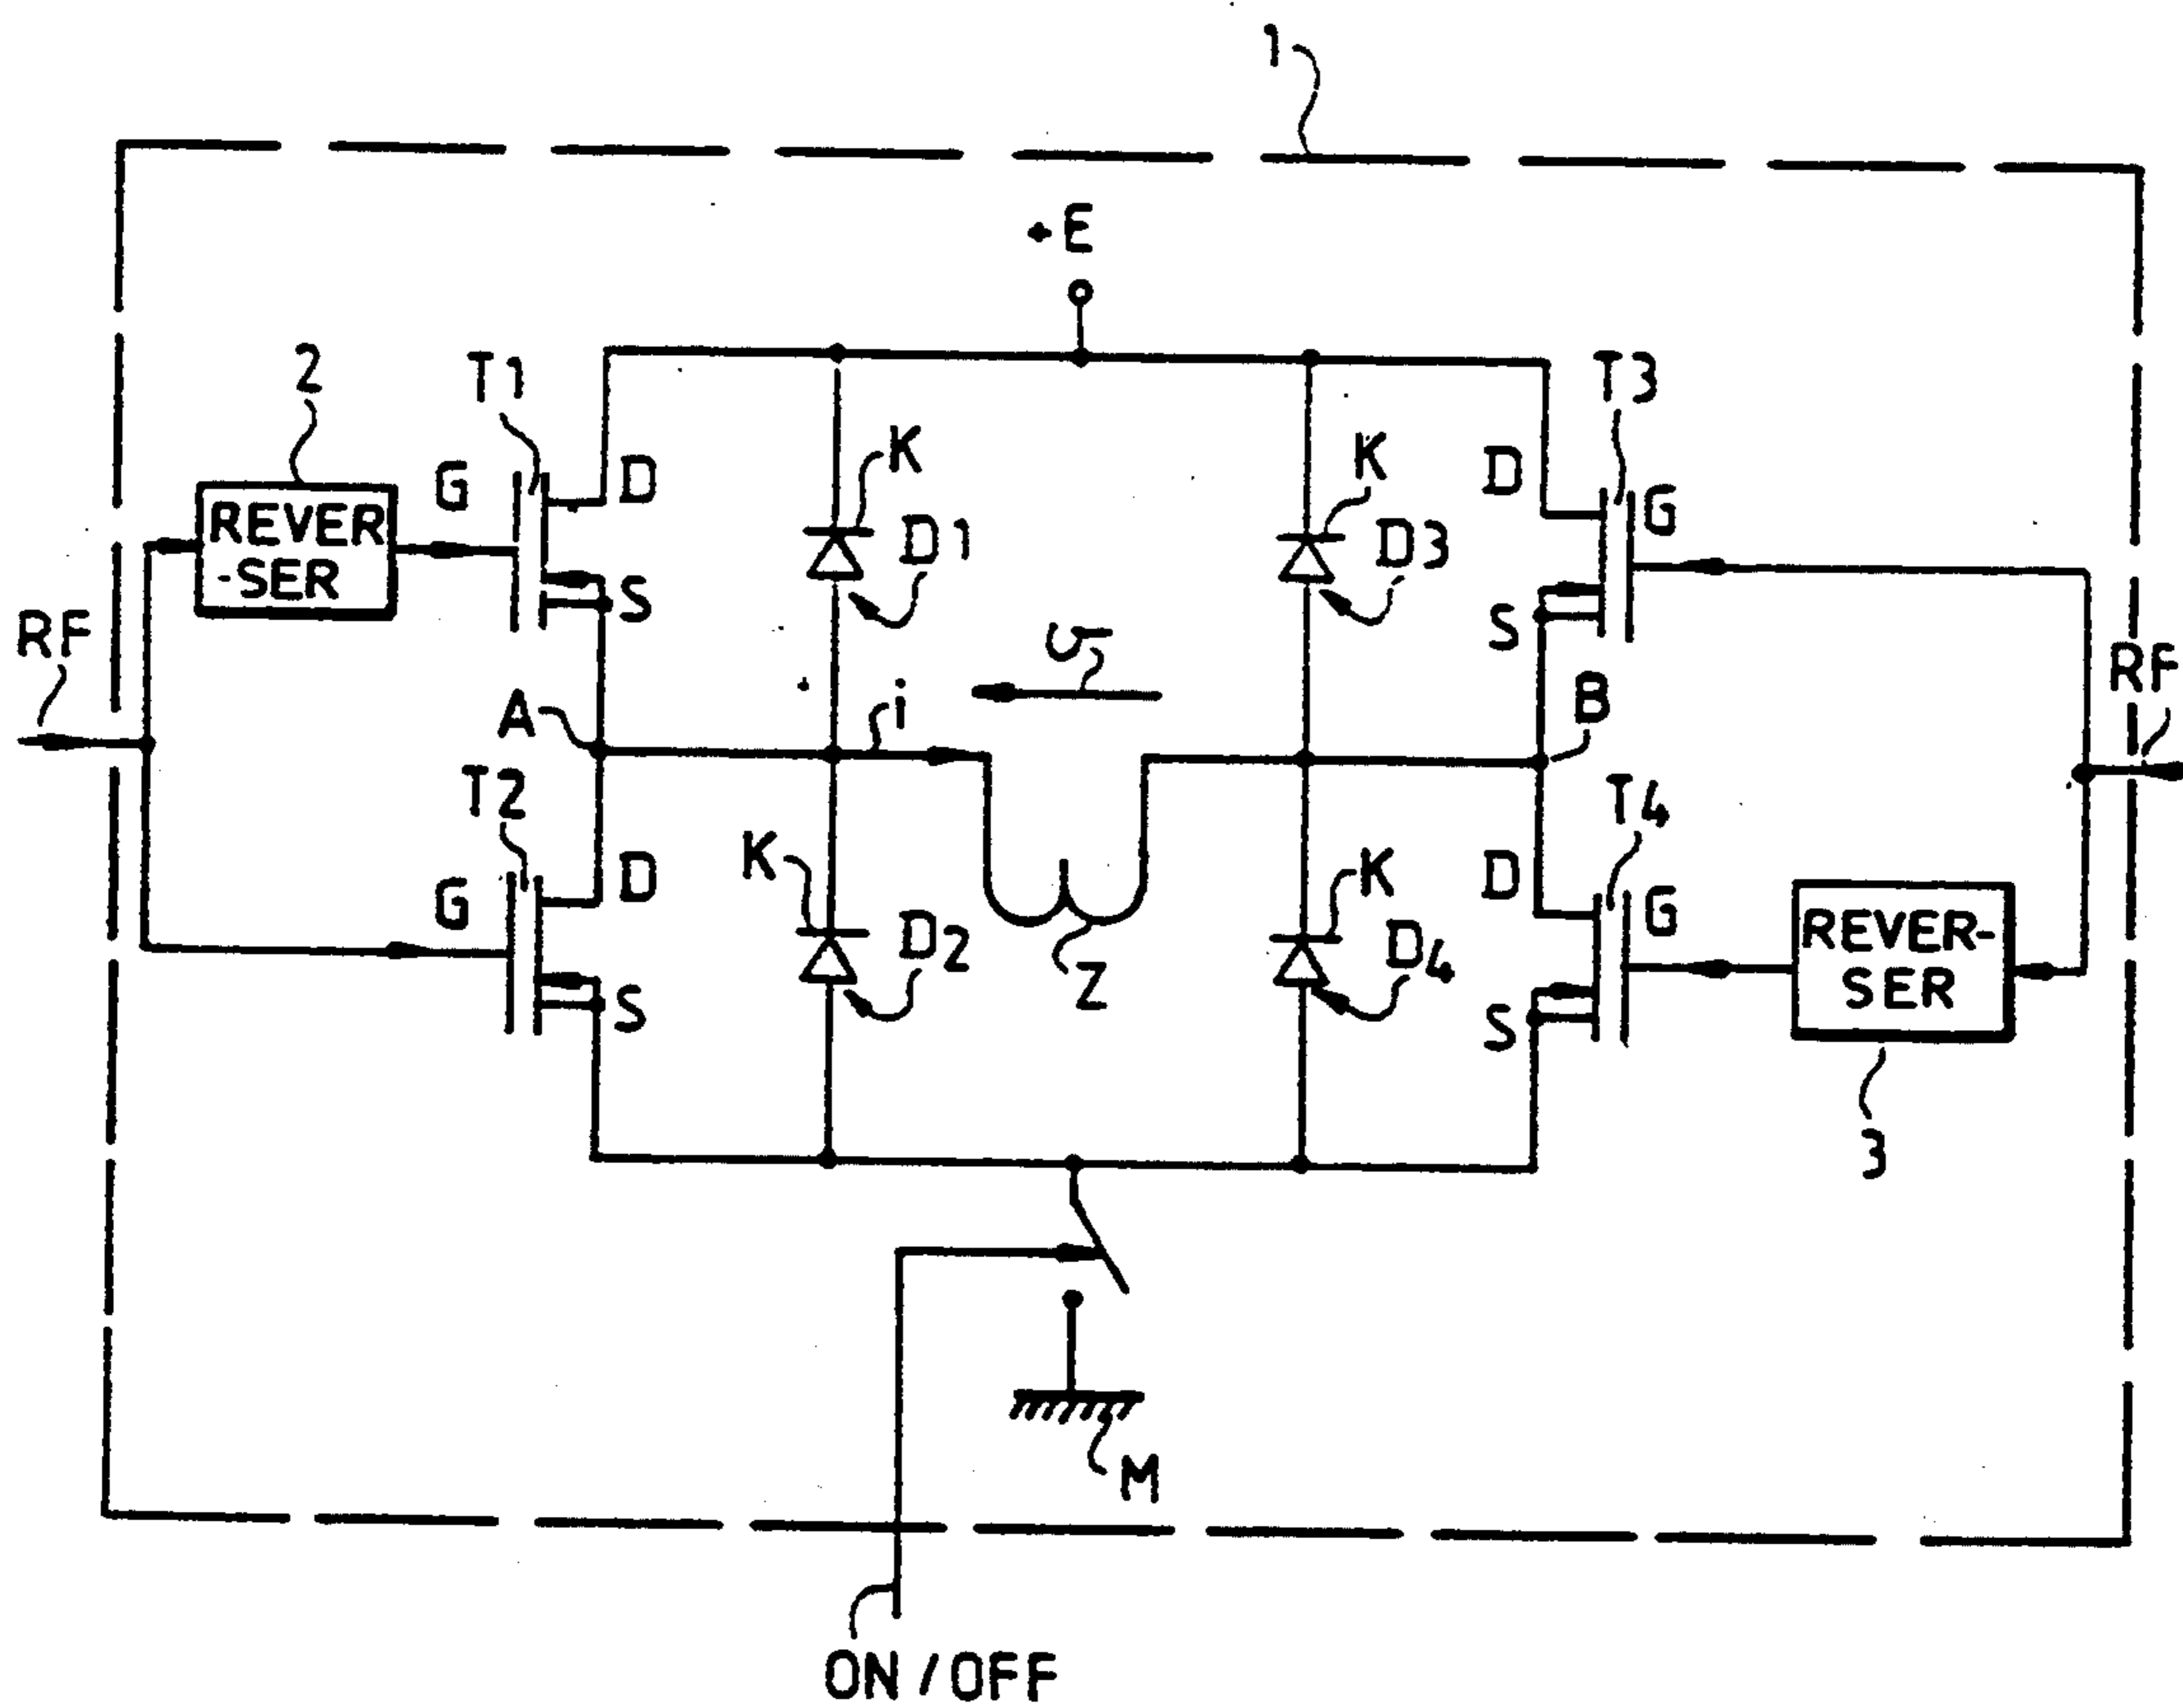 1
+E
2
T1
T3
K
K
G
D
D
G
REVER
-SER
D1
D3
S
S
RF
RF
A
i
B
T2
T4
K
K
G
D
D
G
D2
D4
REVER-
SER
Z
S
S
3
M
ON/OFF